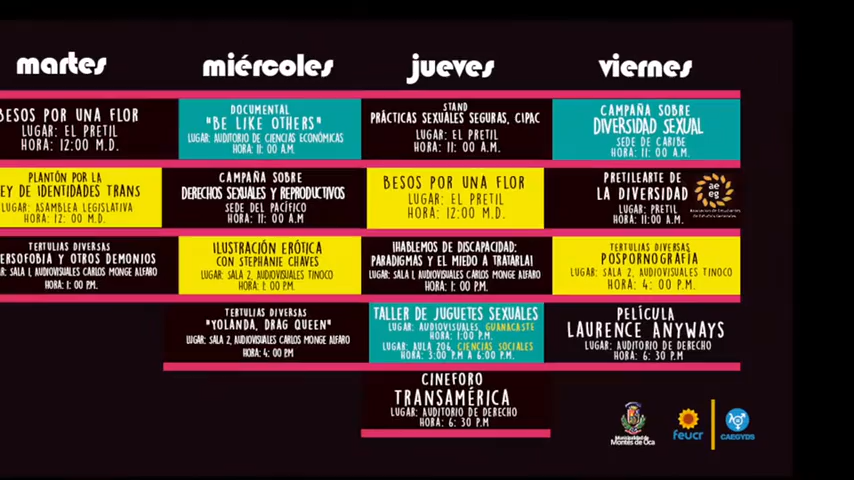 martes
miércoles
jueves
viernes
BESOS POR UNA FLOR
LUGAR: EL PRETIL
HORA: 12:00 M.D.
DOCUMENTAL
"BE LIKE OTHERS"
LUGAR: AUDITORIO DE CIENCIAS ECONÓMICAS
HORA: 11: 00 A.M.
STAND
PRÁCTICAS SEXUALES SEGURAS, CIPAC
LUGAR: EL PRETIL
HORA: 11: 00 A.M.
CAMPAÑA SOBRE
DIVERSIDAD SEXUAL
SEDE DE CARIBE
HORA: 11: 00 A.M.
PLANTÓN POR LA
EY DE IDENTIDADES TRANS
LUGAR: ASAMBLEA LEGISLATIVA
HORA: 12: 00 M.D.
CAMPAÑA SOBRE
DERECHOS SEXUALES Y REPRODUCTIVOS
SEDE DEL PACÍFICO
HORA: 11: 00 A.M
BESOS POR UNA FLOR
LUGAR: EL PRETIL
HORA: 12:00 M.D.
PRETILEARTE DE
LA DIVERSIDAD
LUGAR: PRETIL
HORA: 11:00 A.M.
ae
eg
TERTULIAS DIVERSAS
ERSOFOBIA Y OTROS DEMONIOS
AR: SALA 1, AUDIOVISUALES CARLOS MONGE ALFARO
HORA: 1: 00 P.M.
ILUSTRACIÓN ERÓTICA
CON STEPHANIE CHAVES
LUGAR: SALA 2, AUDIOVISUALES TINOCO
HORA: 1: 00 P.M.
¡HABLEMOS DE DISCAPACIDAD:
PARADIGMAS Y EL MIEDO A TRATARLA!
LUGAR: SALA 1, AUDIOVISUALES CARLOS MONGE ALFARO
HORA: 1: 00 P.M.
TERTULIAS DIVERSAS
POSPORNOGRAFÍA
LUGAR: SALA 2, AUDIOVISUALES TINOCO
HORA: 4: 00 P.M.
TERTULIAS DIVERSAS
"YOLANDA, DRAG QUEEN"
LUGAR: SALA 2, AUDIOVISUALES CARLOS MONGE ALFARO
HORA: 4: 00 PM
TALLER DE JUGUETES SEXUALES
LUGAR: AUDIOVISUALES, GUANACASTE
HORA: 1:00 P.M.
LUGAR: AULA 206, CIENCIAS SOCIALES
HORA: 3:00 P.M A 6:00 P.M.
PELÍCULA
LAURENCE ANYWAYS
LUGAR: AUDITORIO DE DERECHO
HORA: 6: 30 P.M
CINEFORO
TRANSAMÉRICA
LUGAR: AUDITORIO DE DERECHO
HORA: 6: 30 P.M
Municipalidad de
Montes de Oca
feucr
CAEGYDS